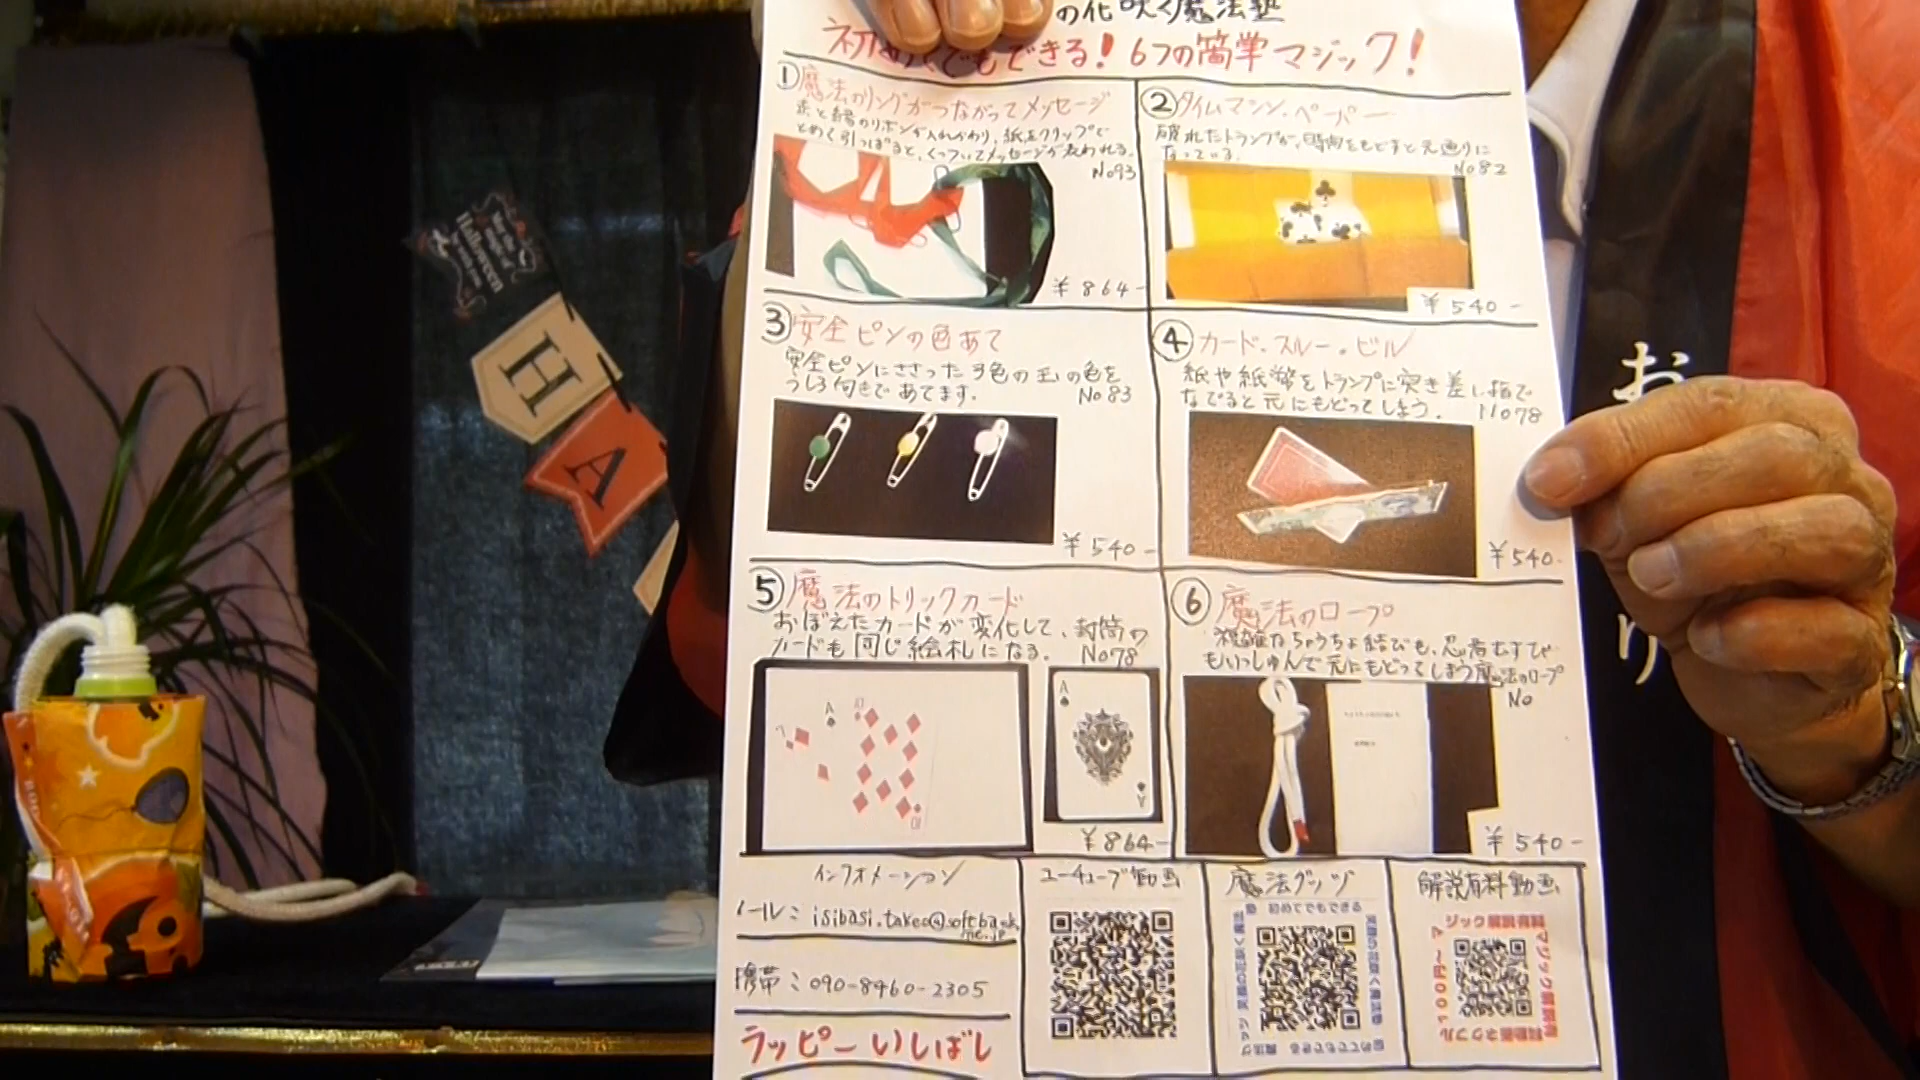 の花咲く魔法塾
初めてでもできる！6つの簡単マジック！
①魔法のリングがつながってメッセージ
赤と緑のリボンが入れかわり、紙をクリップで
とめて引っぱると、くっついてメッセージが表われる。
No93
¥864-
②タイムマシン・ペーパー
破れたトランプが、時間をもどすと元通りに
なっている。
No82
¥540-
③安全ピンの色あて
安全ピンにささった3色の玉の色を
うしろ向きであてます。
No83
¥540-
④カード・スルー・ビル
紙や紙幣をトランプに突き差し指で
なでると元にもどってしまう。
No78
¥540-
⑤魔法のトリックカード
おぼえたカードが変化して、封筒の
カードも同じ絵札になる。
No78
¥864-
⑥魔法のロープ
複雑なちょうちょ結びも、忍者むすびや
もいっしゅんで元にもどってしまう魔法のロープ
No
¥540-
インフォメーション
メール：isibasi.takeo@softbank
ne.jp
携帯：090-8460-2305
ラッピーいしばし
ユーチューブ動画
魔法グッツ
初めてでもできる
解説有料動画
H
A
Halloween
お
り
A